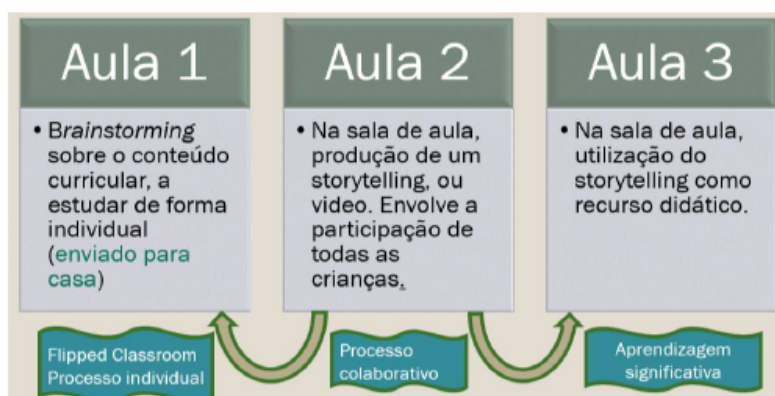 Aula 1
• Brainstorming
sobre o conteúdo
curricular, a
estudar de forma
individual
(enviado para
casa)
Flipped Classroom
Processo individual
Aula 2
• Na sala de aula,
produção de um
storytelling, ou
video. Envolve a
participação de
todas as
crianças.
Processo
colaborativo
Aula 3
• Na sala de aula,
utilização do
storytelling como
recurso didático.
Aprendizagem
significativa